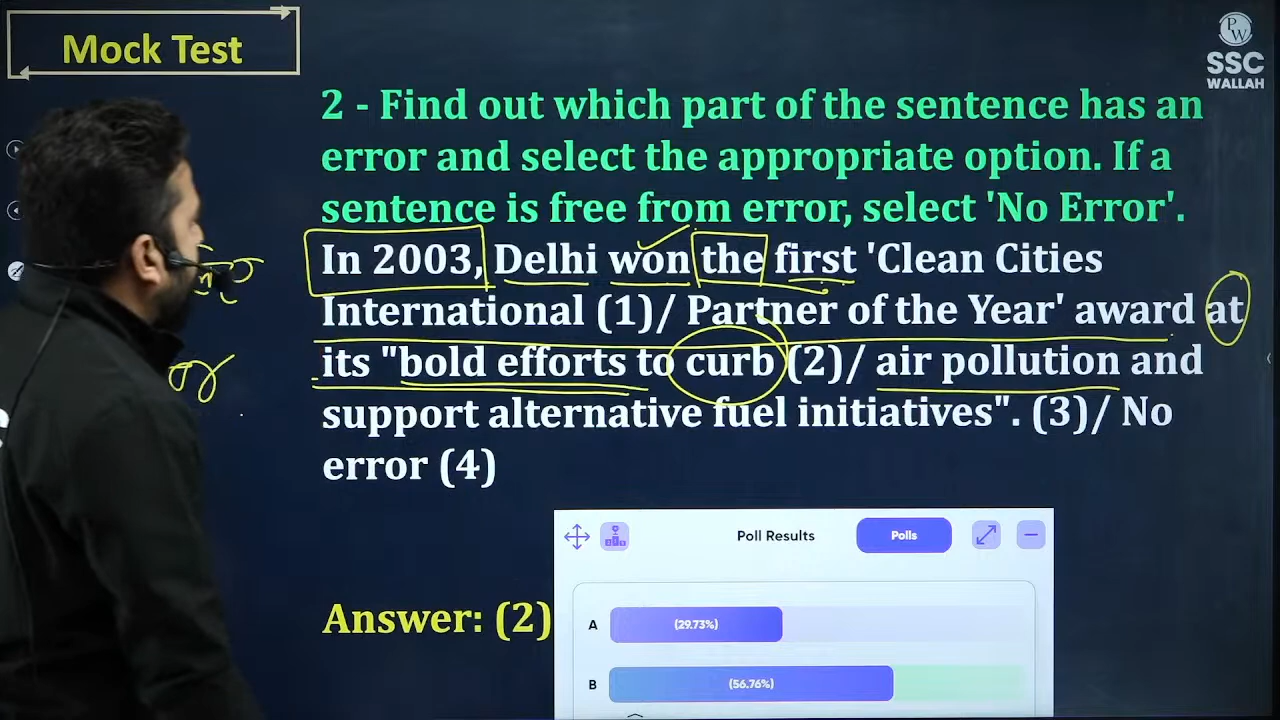 Mock Test
PW
SSC
WALLAH
2 - Find out which part of the sentence has an
error and select the appropriate option. If a
sentence is free from error, select 'No Error'.
In 2003, Delhi won the first 'Clean Cities
International (1)/ Partner of the Year' award at
its "bold efforts to curb (2)/ air pollution and
support alternative fuel initiatives". (3)/ No
error (4)
Answer: (2)
Poll Results
Polls
A
(29.73%)
B
(56.76%)